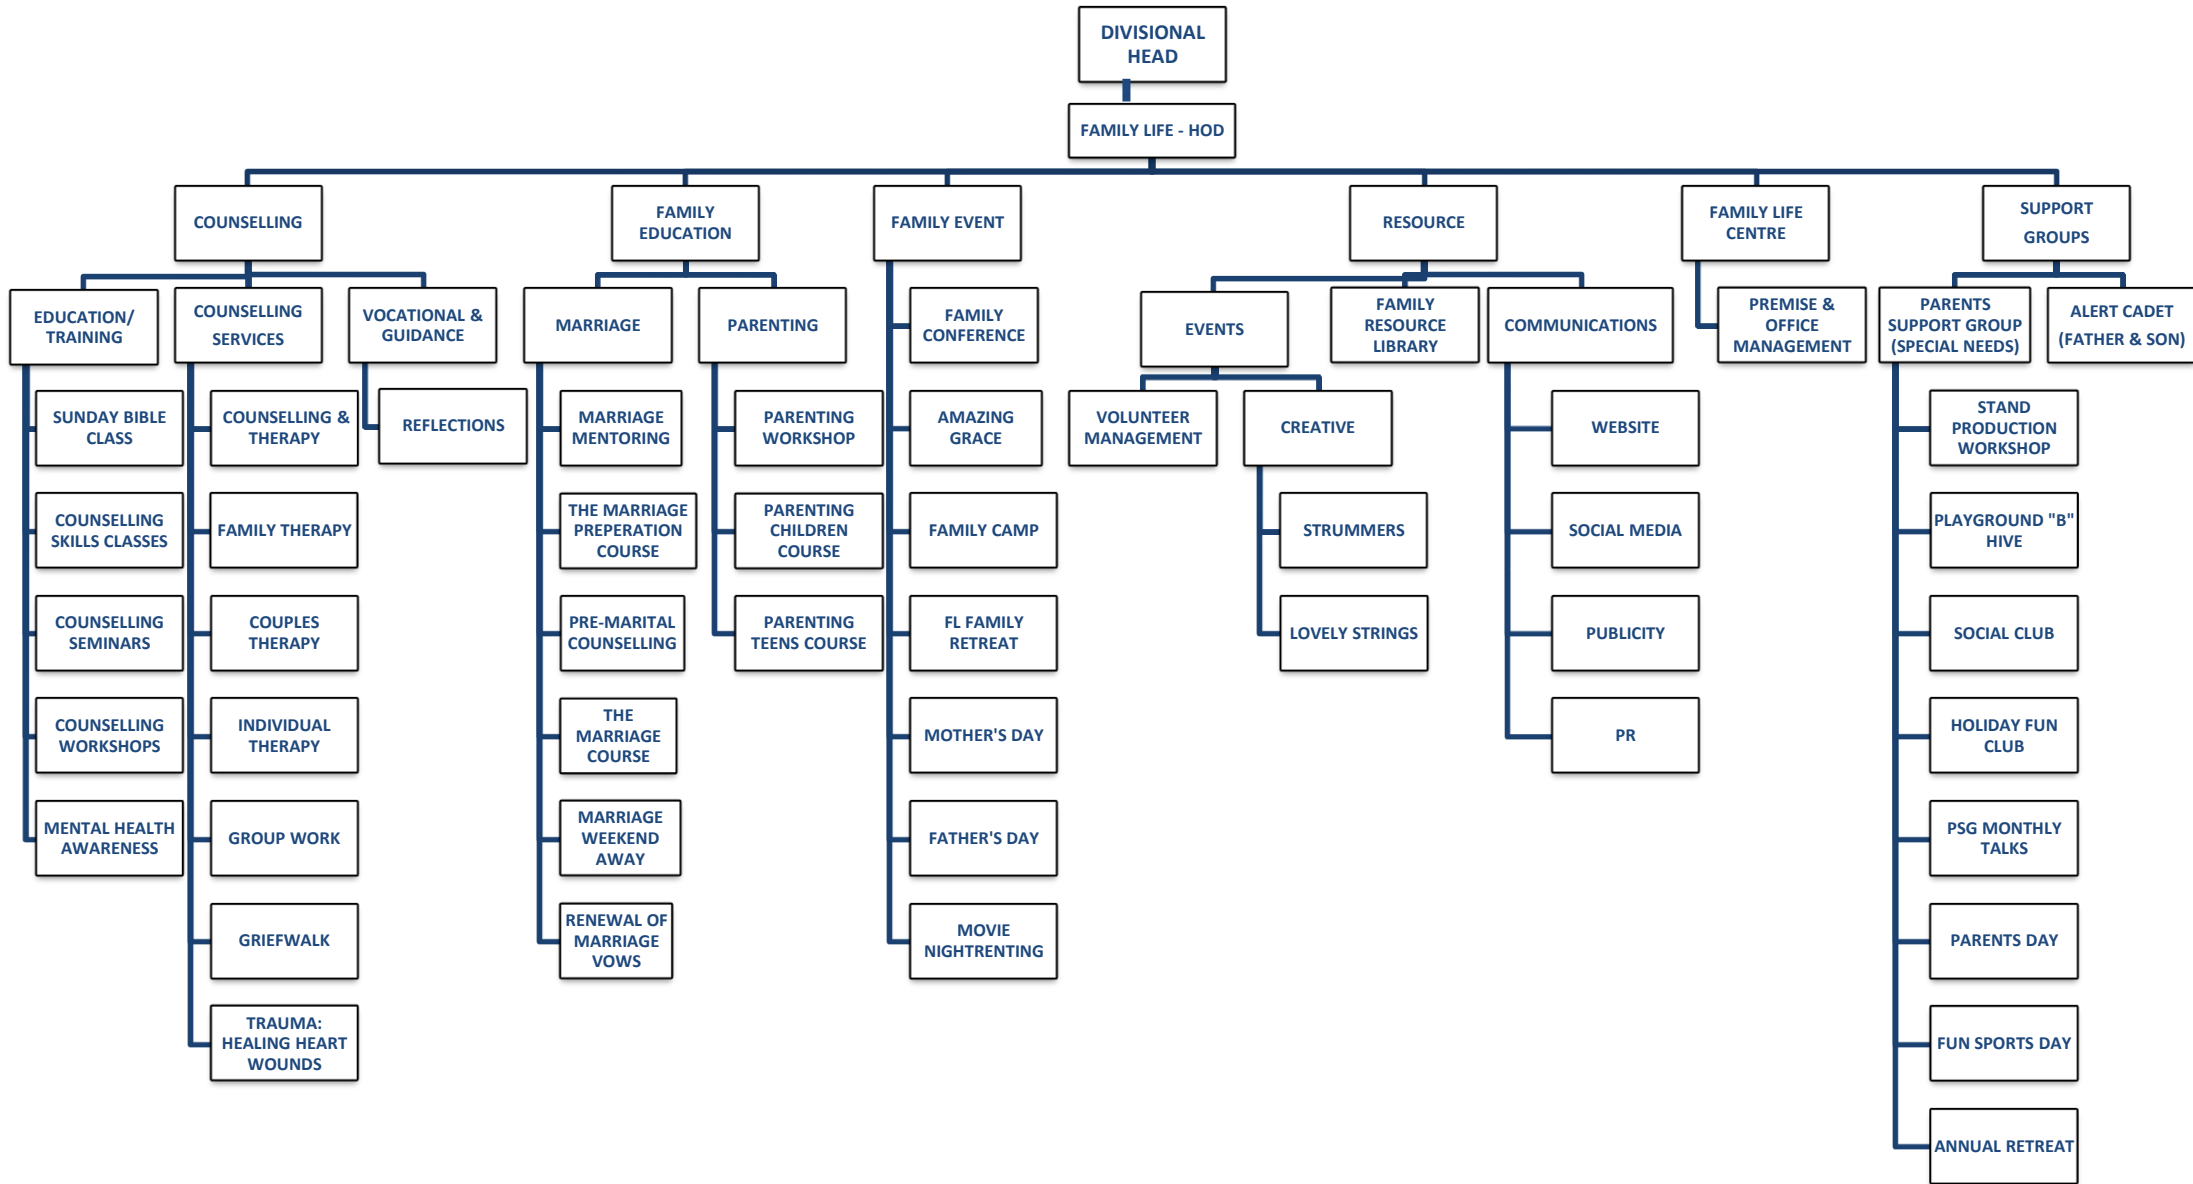 DIVISIONAL
HEAD
FAMILY LIFE - HOD
COUNSELLING
FAMILY
EDUCATION
FAMILY EVENT
RESOURCE
FAMILY LIFE
CENTRE
SUPPORT
GROUPS
EDUCATION/
TRAINING
COUNSELLING
SERVICES
VOCATIONAL &
GUIDANCE
MARRIAGE
PARENTING
FAMILY
CONFERENCE
EVENTS
FAMILY
RESOURCE
LIBRARY
COMMUNICATIONS
PREMISE &
OFFICE
MANAGEMENT
PARENTS
SUPPORT GROUP
(SPECIAL NEEDS)
ALERT CADET
(FATHER & SON)
SUNDAY BIBLE
CLASS
COUNSELLING &
THERAPY
REFLECTIONS
MARRIAGE
MENTORING
PARENTING
WORKSHOP
AMAZING
GRACE
VOLUNTEER
MANAGEMENT
CREATIVE
WEBSITE
STAND
PRODUCTION
WORKSHOP
COUNSELLING
SKILLS CLASSES
FAMILY THERAPY
THE MARRIAGE
PREPERATION
COURSE
PARENTING
CHILDREN
COURSE
FAMILY CAMP
STRUMMERS
SOCIAL MEDIA
PLAYGROUND "B"
HIVE
COUNSELLING
SEMINARS
COUPLES
THERAPY
PRE-MARITAL
COUNSELLING
PARENTING
TEENS COURSE
FL FAMILY
RETREAT
LOVELY STRINGS
PUBLICITY
SOCIAL CLUB
COUNSELLING
WORKSHOPS
INDIVIDUAL
THERAPY
THE
MARRIAGE
COURSE
MOTHER'S DAY
PR
HOLIDAY FUN
CLUB
MENTAL HEALTH
AWARENESS
GROUP WORK
MARRIAGE
WEEKEND
AWAY
FATHER'S DAY
PSG MONTHLY
TALKS
GRIEFWALK
RENEWAL OF
MARRIAGE
VOWS
MOVIE
NIGHTRENTING
PARENTS DAY
TRAUMA:
HEALING HEART
WOUNDS
FUN SPORTS DAY
ANNUAL RETREAT